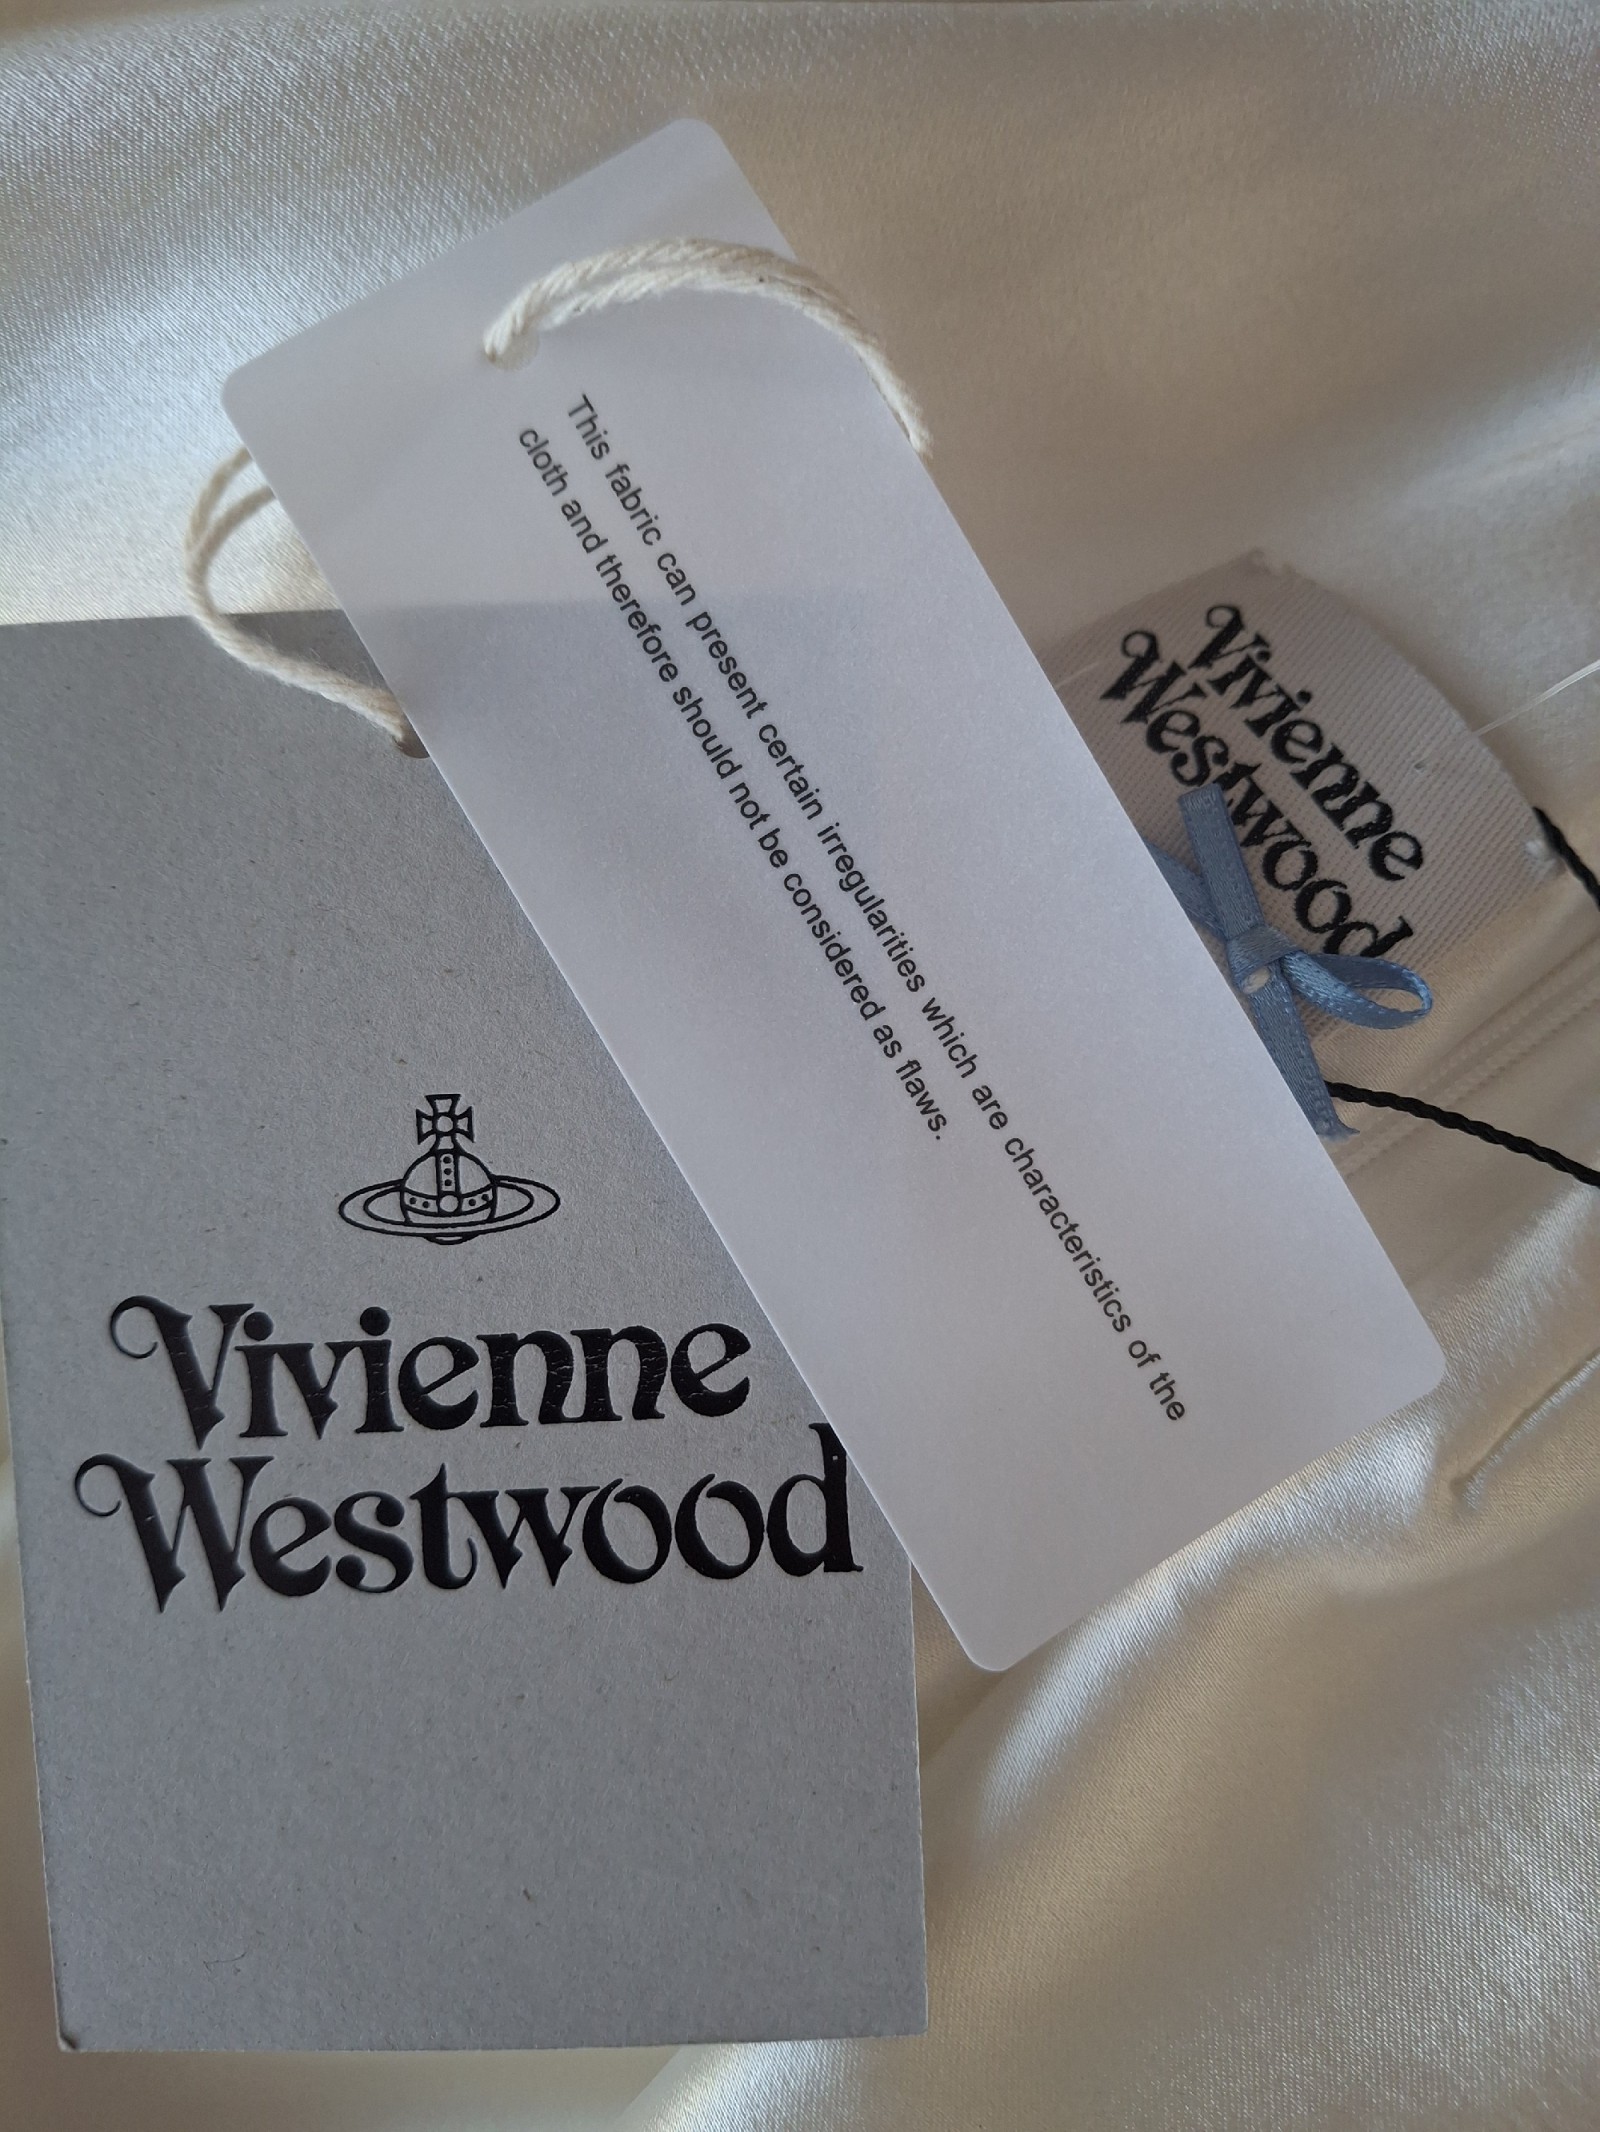 This fabric can present certain irregularities which are characteristics of the
cloth and therefore should not be considered as flaws.
Vivienne
Westwood
Vivienne
Westwood